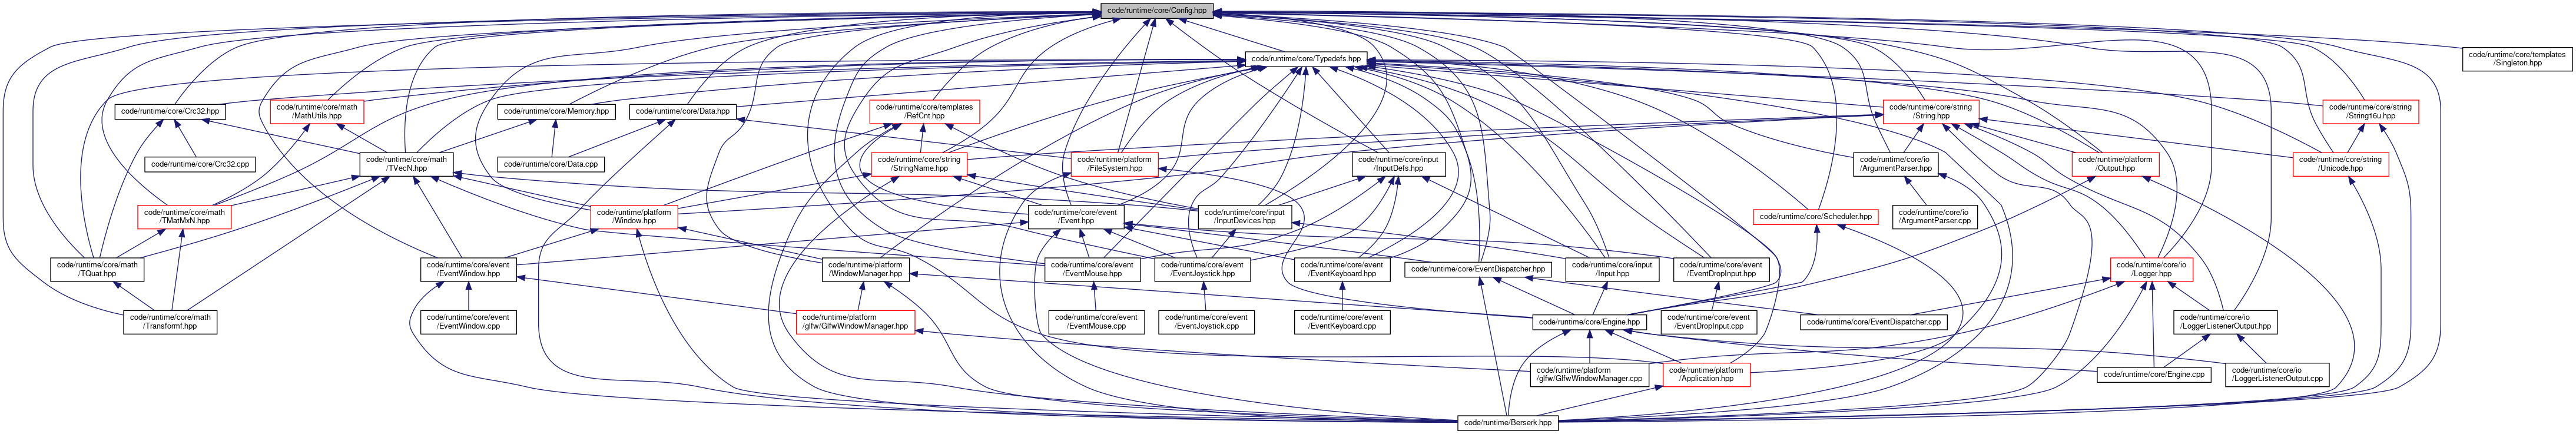 code/runtime/core/Config.hpp
code/runtime/core/Typedefs.hpp
code/runtime/core/templates
/Singleton.hpp
code/runtime/core/Crc32.hpp
code/runtime/core/math
/MathUtils.hpp
code/runtime/core/Memory.hpp
code/runtime/core/Data.hpp
code/runtime/core/templates
/RefCnt.hpp
code/runtime/core/string
/String.hpp
code/runtime/core/string
/String16u.hpp
code/runtime/core/Crc32.cpp
code/runtime/core/math
/TVecN.hpp
code/runtime/core/Data.cpp
code/runtime/core/string
/StringName.hpp
code/runtime/platform
/FileSystem.hpp
code/runtime/core/input
/InputDefs.hpp
code/runtime/core/io
/ArgumentParser.hpp
code/runtime/platform
/Output.hpp
code/runtime/core/string
/Unicode.hpp
code/runtime/core/math
/TMatMxN.hpp
code/runtime/platform
/Window.hpp
code/runtime/core/event
/Event.hpp
code/runtime/core/input
/InputDevices.hpp
code/runtime/core/Scheduler.hpp
code/runtime/core/io
/ArgumentParser.cpp
code/runtime/core/math
/TQuat.hpp
code/runtime/core/event
/EventWindow.hpp
code/runtime/platform
/WindowManager.hpp
code/runtime/core/event
/EventMouse.hpp
code/runtime/core/event
/EventJoystick.hpp
code/runtime/core/event
/EventKeyboard.hpp
code/runtime/core/EventDispatcher.hpp
code/runtime/core/input
/Input.hpp
code/runtime/core/event
/EventDropInput.hpp
code/runtime/core/io
/Logger.hpp
code/runtime/core/math
/Transformf.hpp
code/runtime/core/event
/EventWindow.cpp
code/runtime/platform
/glfw/GlfwWindowManager.hpp
code/runtime/core/event
/EventMouse.cpp
code/runtime/core/event
/EventJoystick.cpp
code/runtime/core/event
/EventKeyboard.cpp
code/runtime/core/Engine.hpp
code/runtime/core/event
/EventDropInput.cpp
code/runtime/core/EventDispatcher.cpp
code/runtime/core/io
/LoggerListenerOutput.hpp
code/runtime/platform
/glfw/GlfwWindowManager.cpp
code/runtime/platform
/Application.hpp
code/runtime/core/Engine.cpp
code/runtime/core/io
/LoggerListenerOutput.cpp
code/runtime/Berserk.hpp